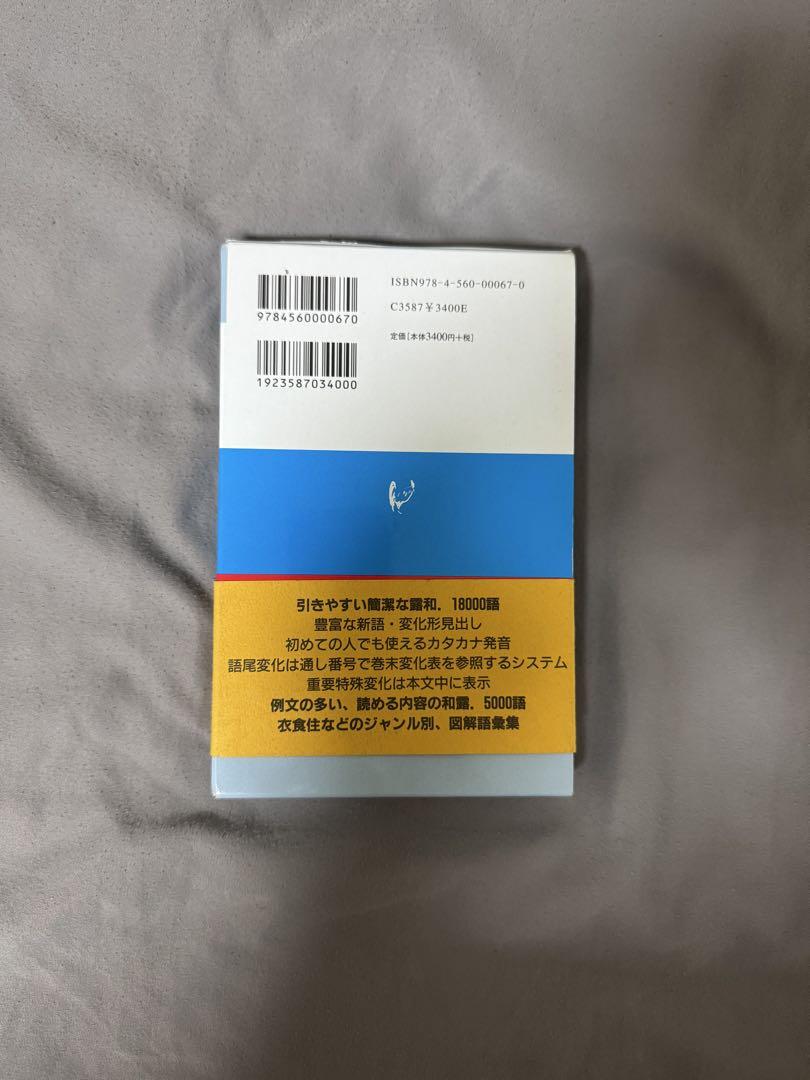 ISBN978-4-560-00067-0
9784560000670
C3587￥3400E
定価[本体3400円+税]
1923587034000
引きやすい簡潔な露和．18000語
豊富な新語・変化形見出し
初めての人でも使えるカタカナ発音
語尾変化は通し番号で巻末変化表を参照するシステム
重要特殊変化は本文中に表示
例文の多い、読める内容の和露．5000語
衣食住などのジャンル別、図解語彙集